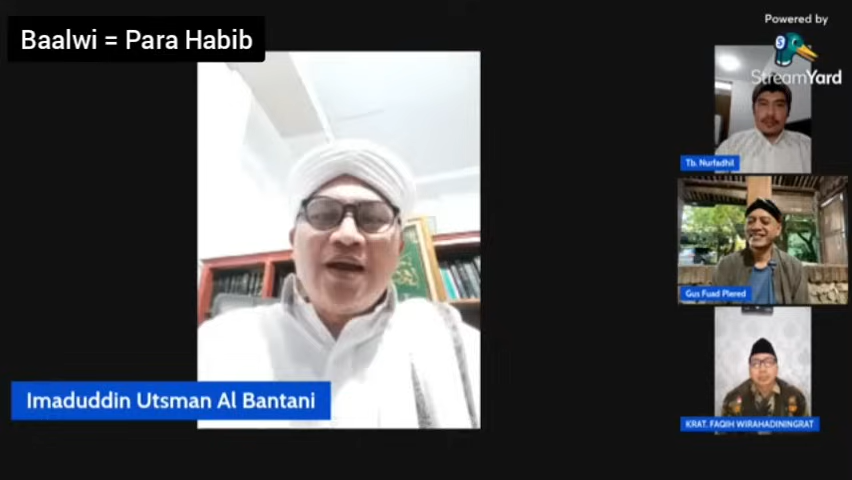 Baalwi = Para Habib
Powered by
StreamYard
Tb. Nurfadhil
Gus Fuad Plered
Imaduddin Utsman Al Bantani
KRAT. FAQIH WIRAHADININGRAT